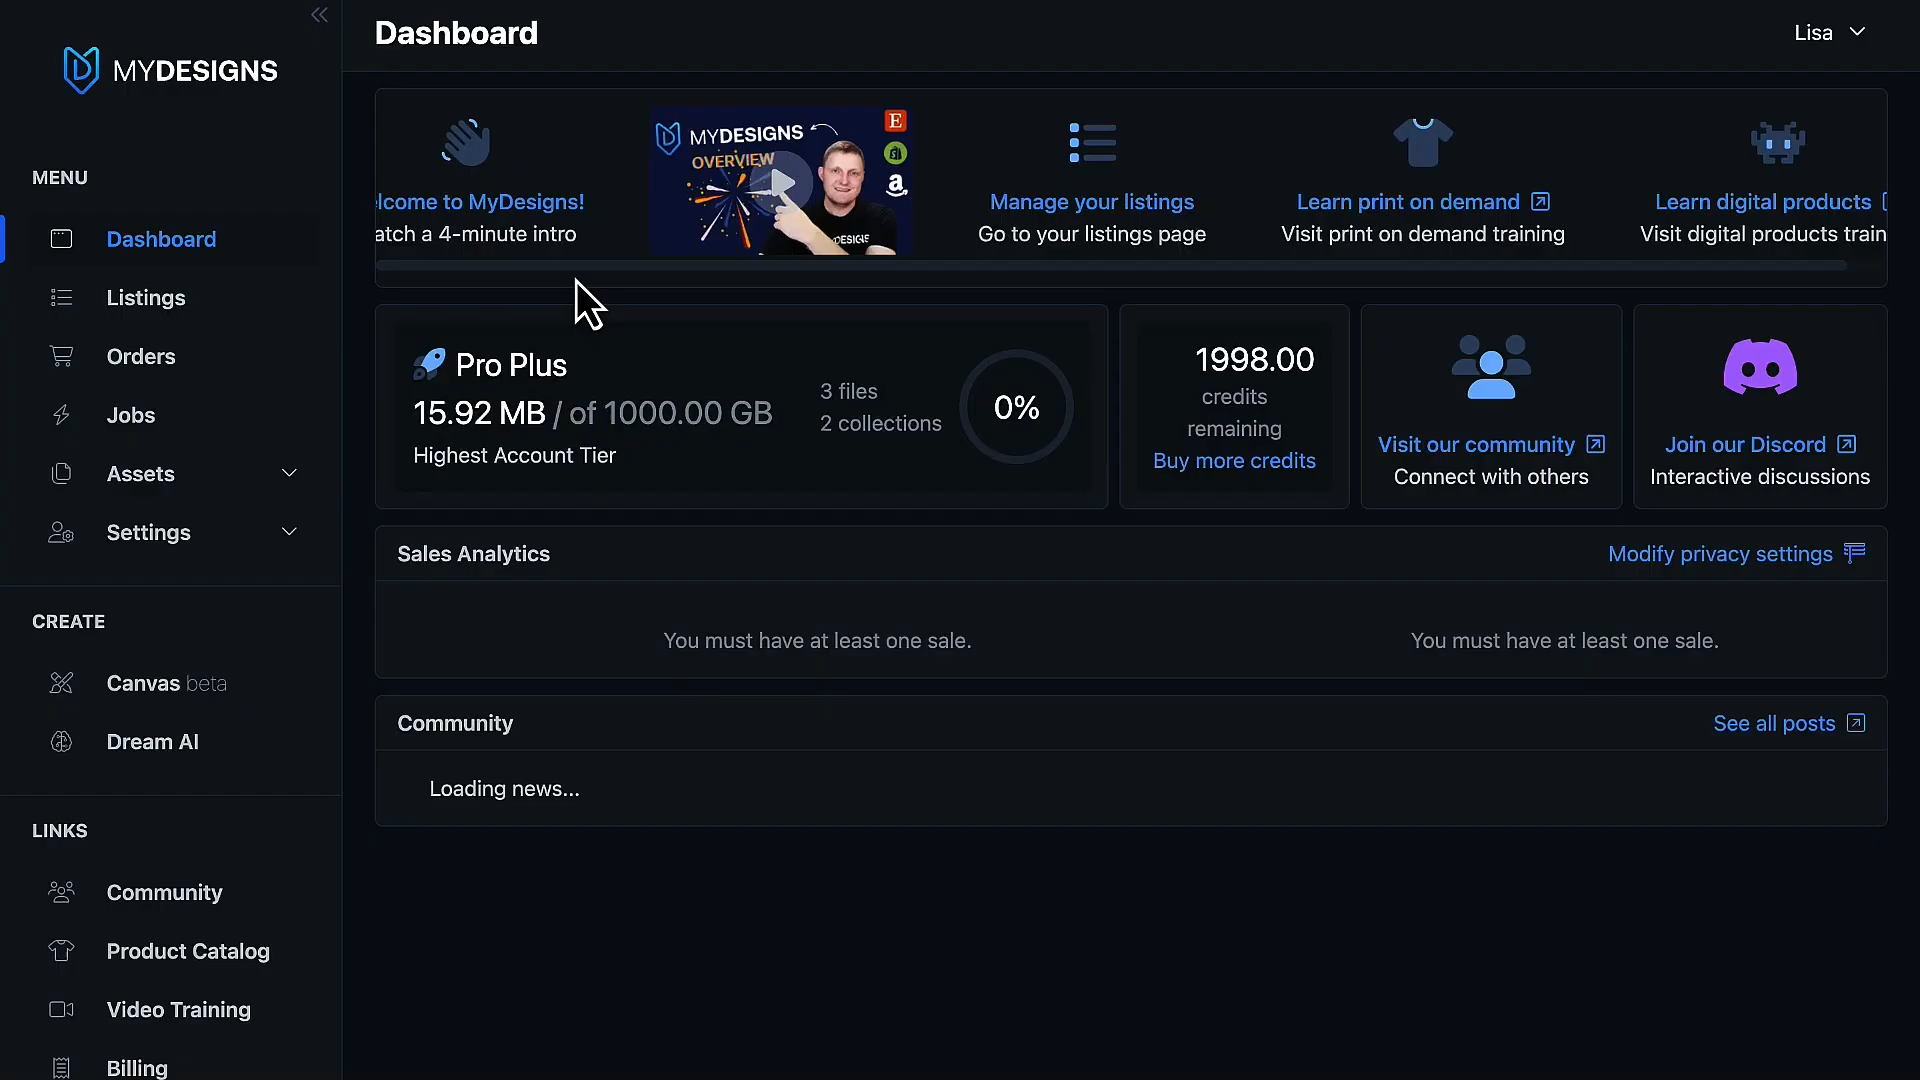 MYDESIGNS
MENU
Dashboard
Listings
Orders
Jobs
Assets
Settings
CREATE
Canvas beta
Dream AI
LINKS
Community
Product Catalog
Video Training
Billing
Dashboard
Lisa
elcome to MyDesigns!
atch a 4-minute intro
MYDESIGNS
OVERVIEW
E
a
Manage your listings
Go to your listings page
Learn print on demand
Visit print on demand training
Learn digital products
Visit digital products train
Pro Plus
15.92 MB / of 1000.00 GB
Highest Account Tier
3 files
2 collections
0%
1998.00
credits
remaining
Buy more credits
Visit our community
Connect with others
Join our Discord
Interactive discussions
Sales Analytics
Modify privacy settings
You must have at least one sale.
You must have at least one sale.
Community
See all posts
Loading news...